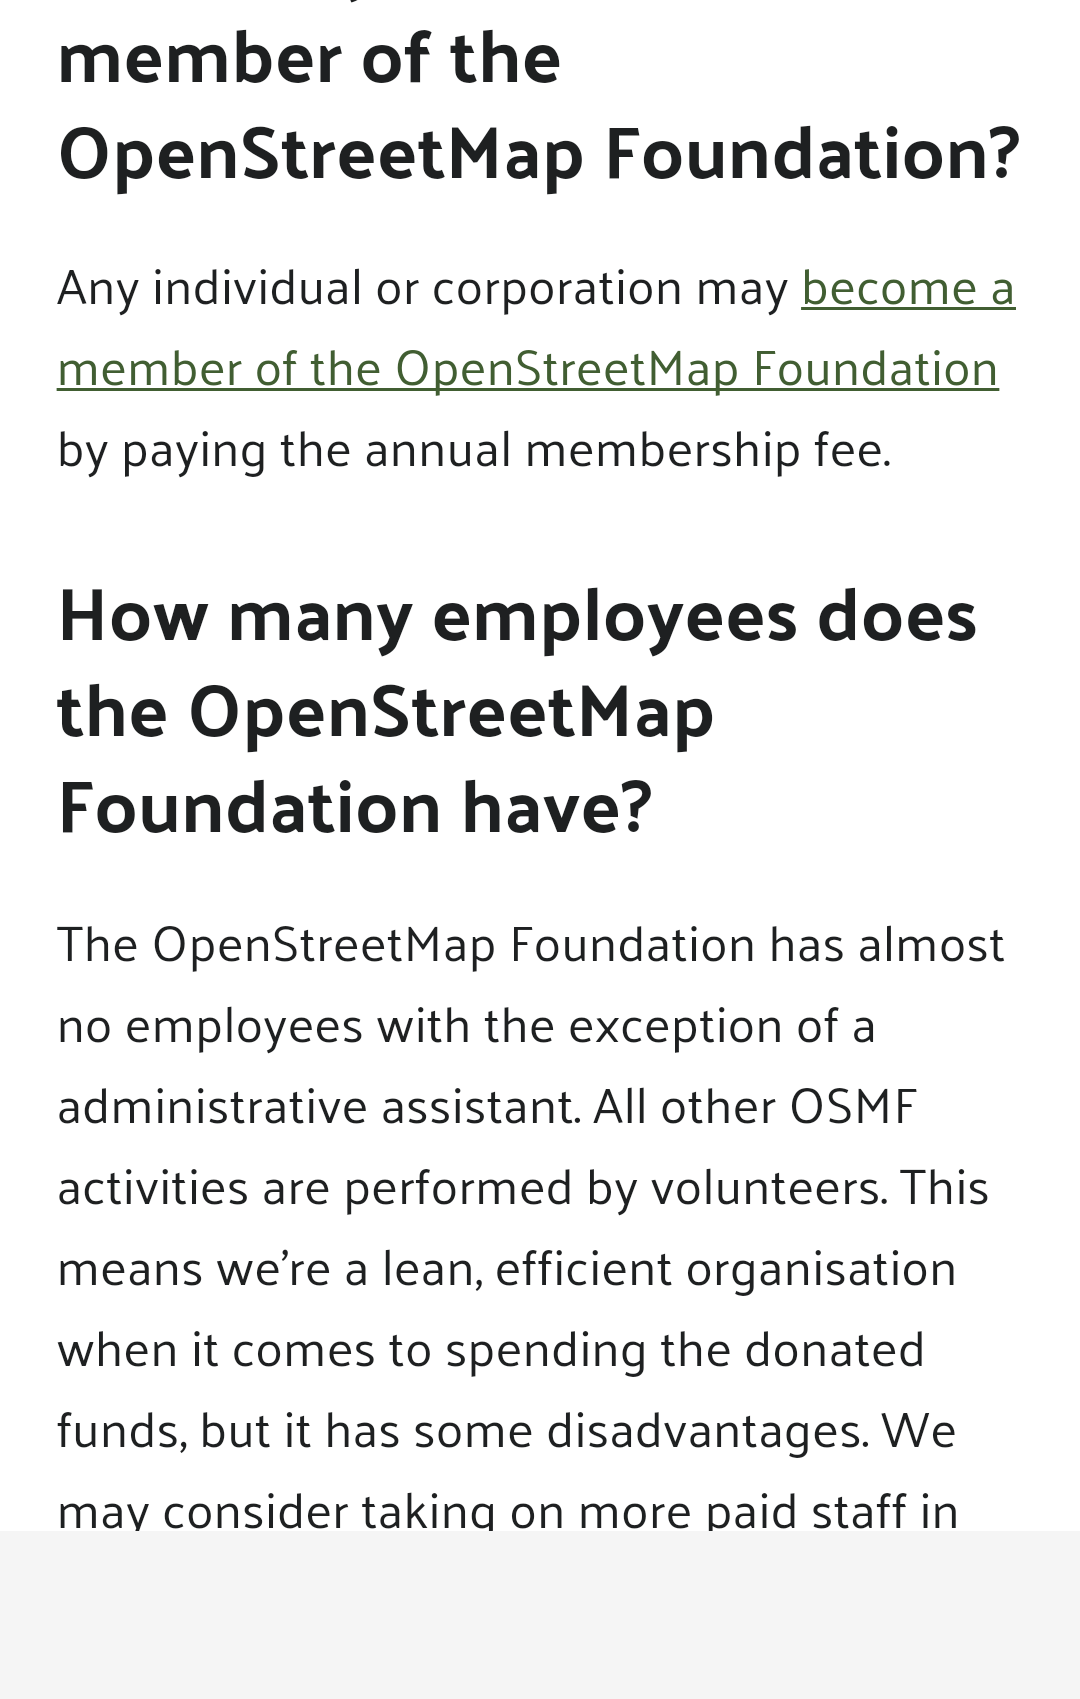 member of the
OpenStreetMap Foundation?
Any individual or corporation may become a
member of the OpenStreetMap Foundation
by paying the annual membership fee.
How many employees does
the OpenStreetMap
Foundation have?
The OpenStreetMap Foundation has almost
no employees with the exception of a
administrative assistant. All other OSMF
activities are performed by volunteers. This
means we’re a lean, efficient organisation
when it comes to spending the donated
funds, but it has some disadvantages. We
may consider taking on more paid staff in